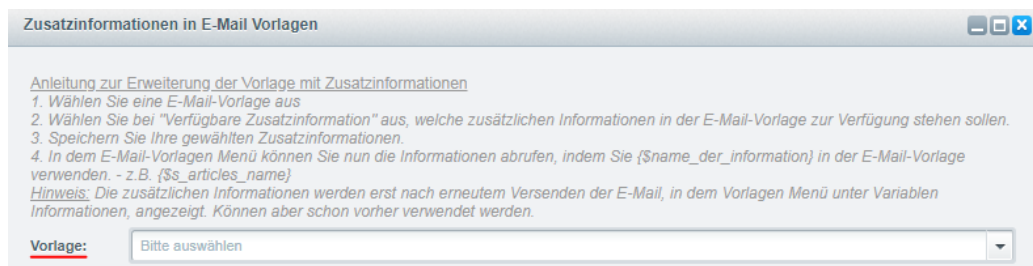 Zusatzinformationen in E-Mail Vorlagen
Anleitung zur Erweiterung der Vorlage mit Zusatzinformationen
1. Wählen Sie eine E-Mail-Vorlage aus
2. Wählen Sie bei "Verfügbare Zusatzinformation" aus, welche zusätzlichen Informationen in der E-Mail-Vorlage zur Verfügung stehen sollen.
3. Speichern Sie Ihre gewählten Zusatzinformationen.
4. In dem E-Mail-Vorlagen Menü können Sie nun die Informationen abrufen, indem Sie {$name_der_information} in der E-Mail-Vorlage
verwenden. - z.B. {$s_articles_name}
Hinweis: Die zusätzlichen Informationen werden erst nach erneutem Versenden der E-Mail, in dem Vorlagen Menü unter Variablen
Informationen, angezeigt. Können aber schon vorher verwendet werden.
Vorlage: Bitte auswählen